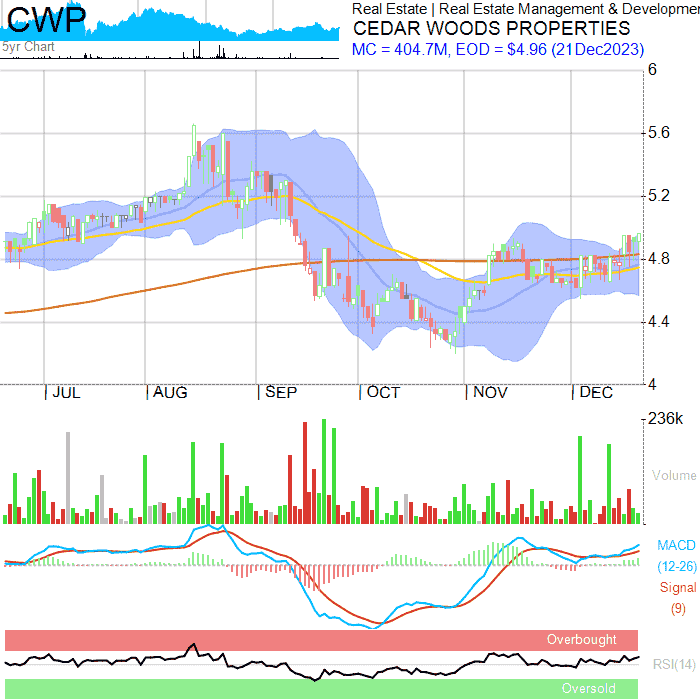 CWP
5yr Chart
Real Estate | Real Estate Management & Developmer
CEDAR WOODS PROPERTIES
MC = 404.7M, EOD = $4.96 (21Dec2023)
6
5.6
5.2
4.8
4.4
4
JUL AUG SEP OCT NOV DEC
236k
Volume
MACD
(12-26)
Signal
(9)
Overbought
RSI(14)
Oversold